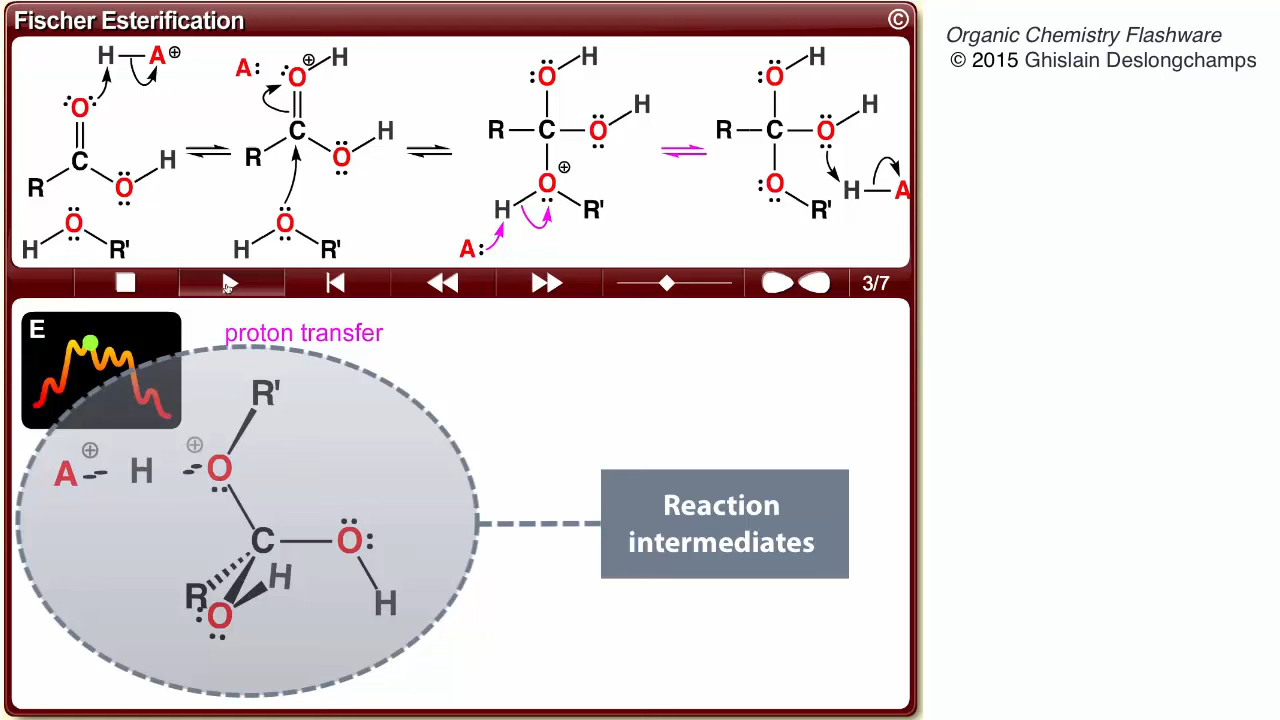 Fischer Esterification ©
Organic Chemistry Flashware
© 2015 Ghislain Deslongchamps
H A ⊕
O
C
R O H
H O R'
A: O ⊕ H
C
R O H
H O R'
O H
R C O H
O ⊕
H R'
A:
O H
R C O H
O H A
R'
3/7
E
proton transfer
R'
A ⊕ H ⊕ O
C O
R O H
H
Reaction
intermediates